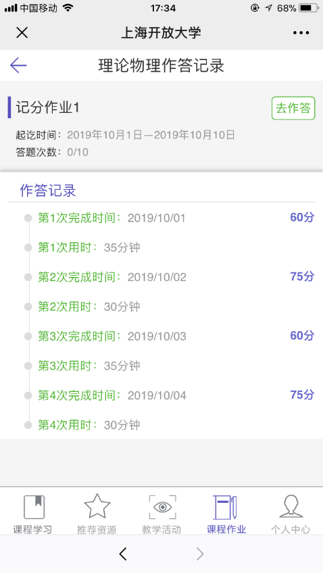 中国移动 17:34 68%
上海开放大学
理论物理作答记录
记分作业1 去作答
起讫时间：2019年10月1日—2019年10月10日
答题次数：0/10
作答记录
第1次完成时间：2019/10/01 60分
第1次用时：35分钟
第2次完成时间：2019/10/02 75分
第2次用时：30分钟
第3次完成时间：2019/10/03 60分
第3次用时：35分钟
第4次完成时间：2019/10/04 75分
第4次用时：30分钟
课程学习 推荐资源 教学活动 课程作业 个人中心